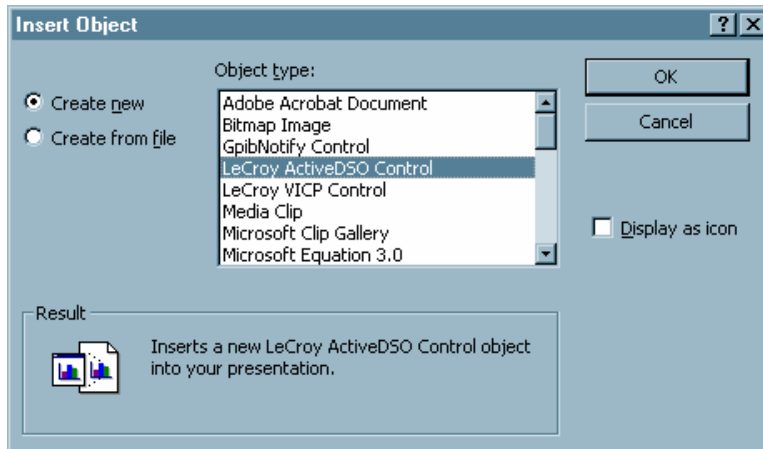 Insert Object
Object type:
Create new
Create from file
Adobe Acrobat Document
Bitmap Image
GpibNotify Control
LeCroy ActiveDSO Control
LeCroy VICP Control
Media Clip
Microsoft Clip Gallery
Microsoft Equation 3.0
OK
Cancel
Display as icon
Result
Inserts a new LeCroy ActiveDSO Control object
into your presentation.